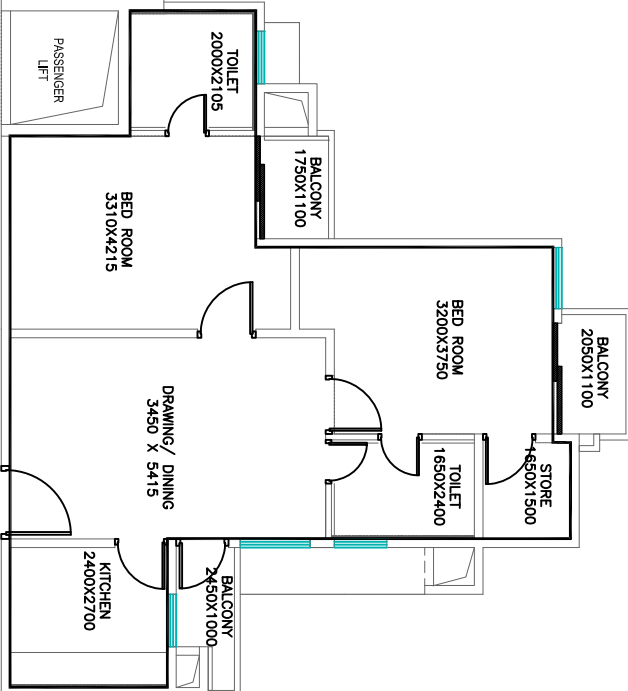 PASSENGER
LIFT
TOILET
2000X2105
BALCONY
1750X1100
BED ROOM
3310X4215
BED ROOM
3200X3750
BALCONY
2050X1100
DRAWING/ DINING
3450 X 5415
TOILET
1650X2400
STORE
1650X1500
KITCHEN
2400X2700
BALCONY
2450X1000